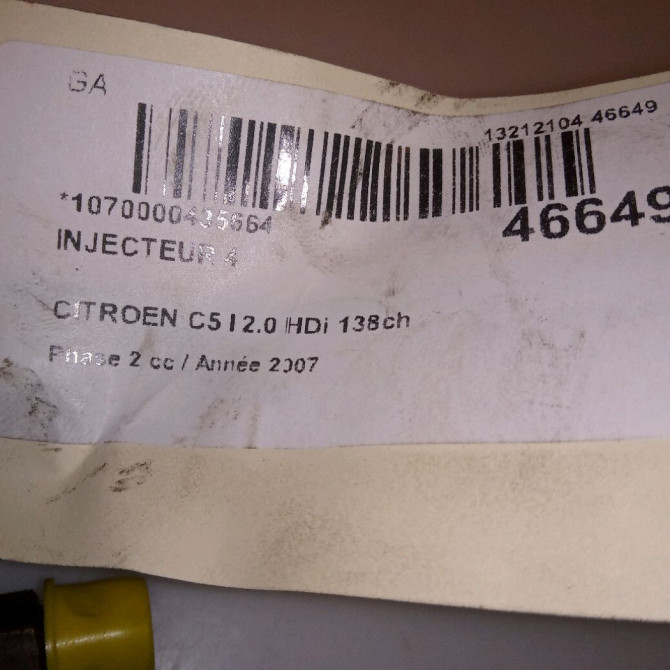 GA
13212104 46649
*1070000435664
46649
INJECTEUR 4
CITROEN C5 I 2.0 HDi 138ch
Phase 2 cc / Année 2007